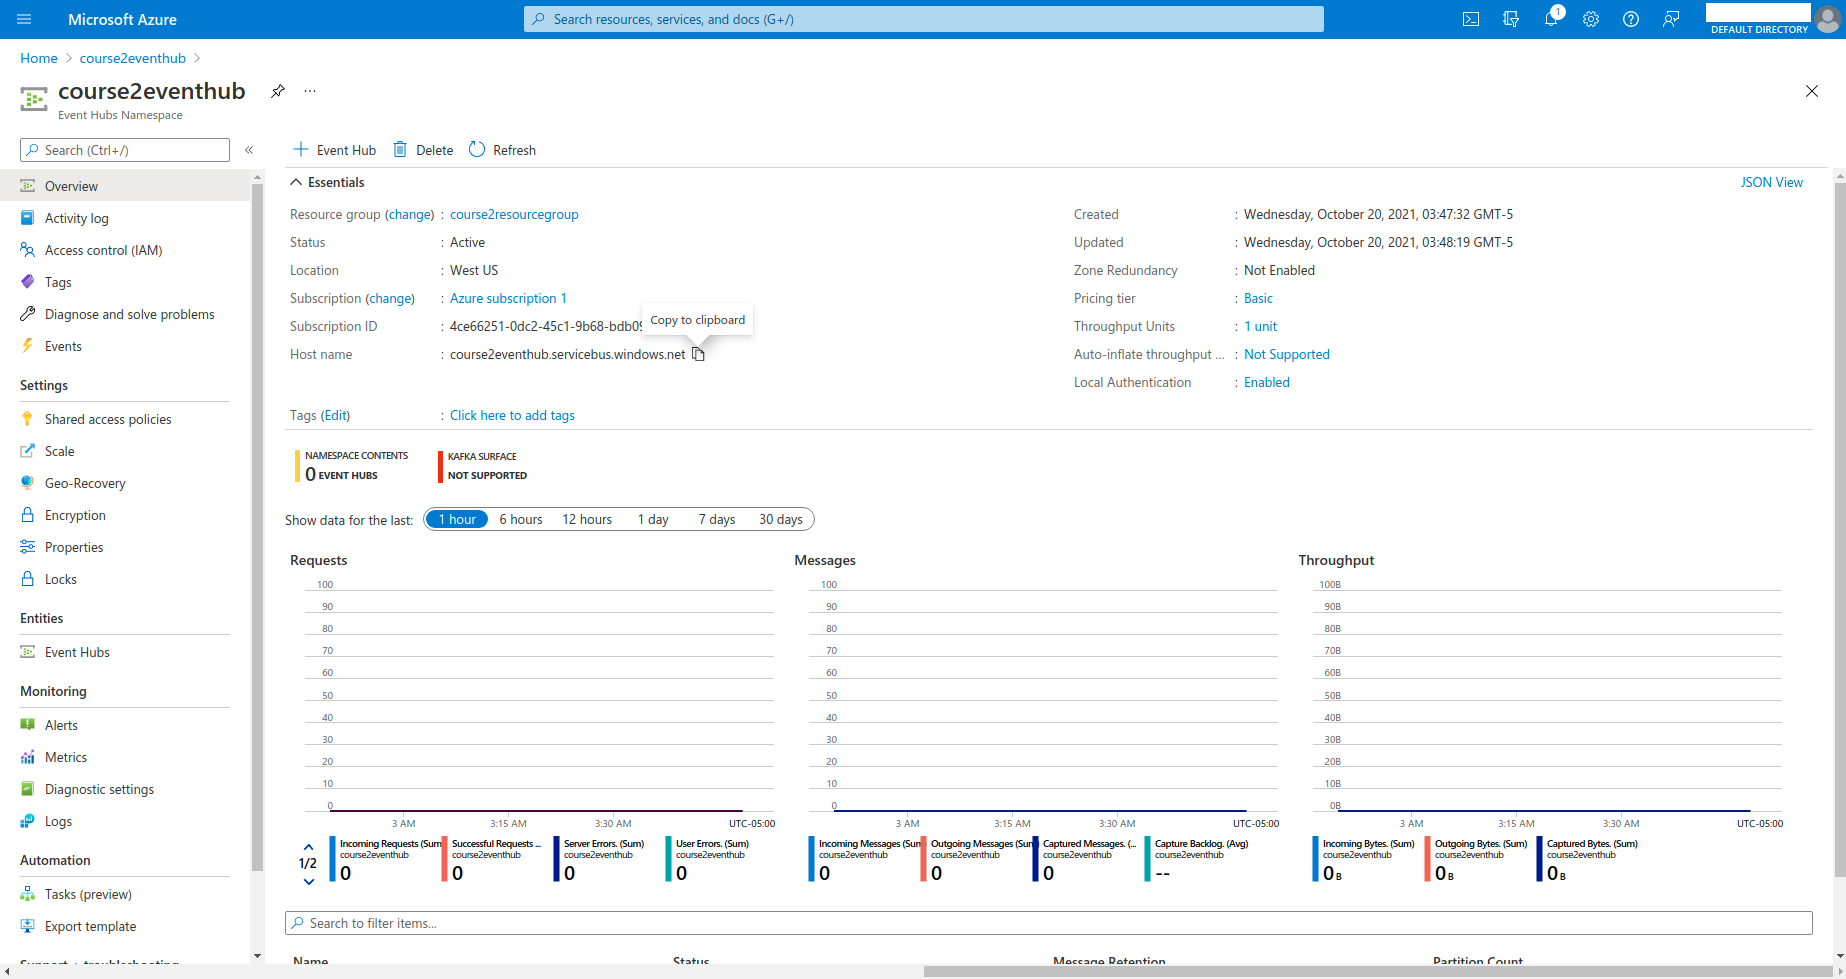 Microsoft Azure
Search resources, services, and docs (G+/)
1
DEFAULT DIRECTORY
Home > course2eventhub >
course2eventhub
...
Event Hubs Namespace
Search (Ctrl+/)
«
Event Hub Delete Refresh
Overview
Activity log
Access control (IAM)
Tags
Diagnose and solve problems
Events
Settings
Shared access policies
Scale
Geo-Recovery
Encryption
Properties
Locks
Entities
Event Hubs
Monitoring
Alerts
Metrics
Diagnostic settings
Logs
Automation
Tasks (preview)
Export template
Support + troubleshooting
Essentials
JSON View
Resource group (change) : course2resourcegroup
Status : Active
Location : West US
Subscription (change) : Azure subscription 1
Subscription ID : 4ce66251-0dc2-45c1-9b68-bdb09
Copy to clipboard
Host name : course2eventhub.servicebus.windows.net
Created : Wednesday, October 20, 2021, 03:47:32 GMT-5
Updated : Wednesday, October 20, 2021, 03:48:19 GMT-5
Zone Redundancy : Not Enabled
Pricing tier : Basic
Throughput Units : 1 unit
Auto-inflate throughput ... : Not Supported
Local Authentication : Enabled
Tags (Edit) : Click here to add tags
NAMESPACE CONTENTS
0 EVENT HUBS
KAFKA SURFACE
NOT SUPPORTED
Show data for the last: 1 hour 6 hours 12 hours 1 day 7 days 30 days
Requests
100
90
80
70
60
50
40
30
20
10
0
3 AM 3:15 AM 3:30 AM UTC-05:00
1/2
Incoming Requests (Sum
course2eventhub
0
Successful Requests ...
course2eventhub
0
Server Errors. (Sum)
course2eventhub
0
User Errors. (Sum)
course2eventhub
0
Messages
100
90
80
70
60
50
40
30
20
10
0
3 AM 3:15 AM 3:30 AM UTC-05:00
Incoming Messages (Sum
course2eventhub
0
Outgoing Messages (Sum
course2eventhub
0
Captured Messages. (...
course2eventhub
0
Capture Backlog. (Avg)
course2eventhub
--
Throughput
100B
90B
80B
70B
60B
50B
40B
30B
20B
10B
0B
3 AM 3:15 AM 3:30 AM UTC-05:00
Incoming Bytes. (Sum)
course2eventhub
0 B
Outgoing Bytes. (Sum)
course2eventhub
0 B
Captured Bytes. (Sum)
course2eventhub
0 B
Search to filter items...
Name Status Message Retention Partition Count